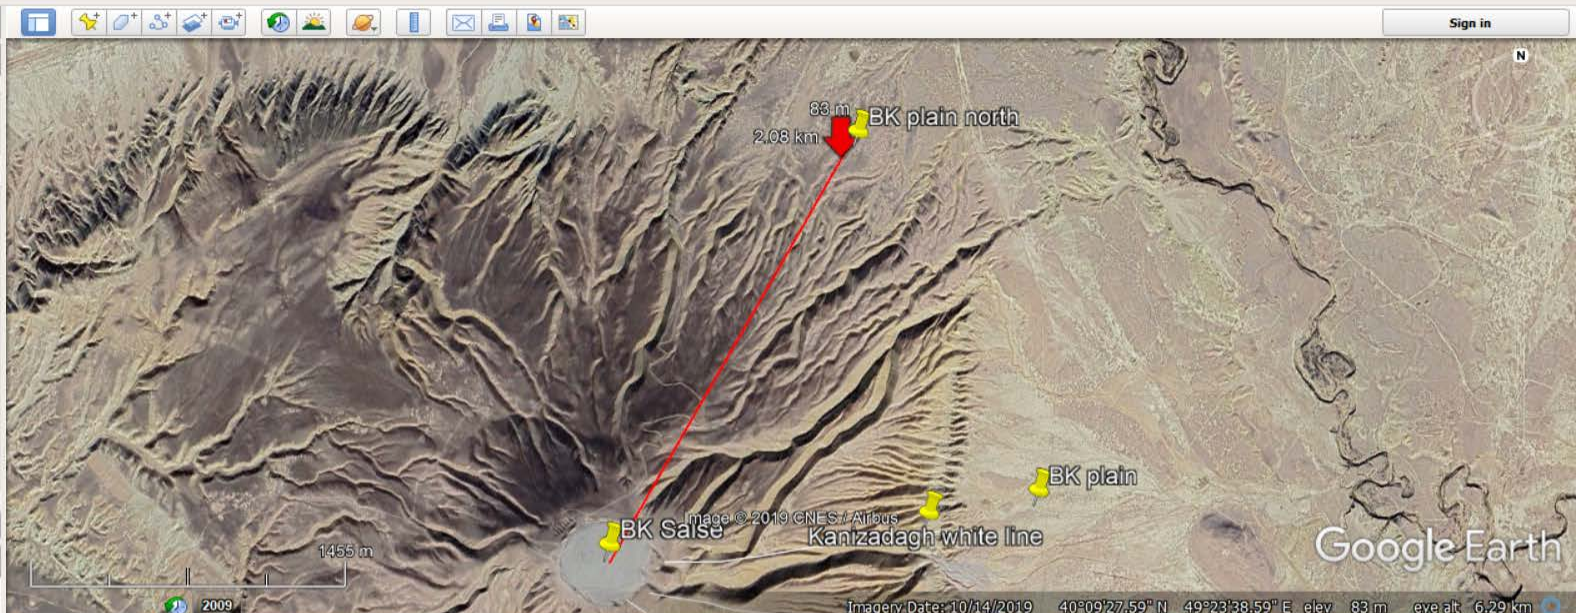 Sign in
N
83 m
BK plain north
2.08 km
BK plain
BK Salse
Image © 2019 CNES / Airbus
Kanizadagh white line
1455 m
Google Earth
2009
Imagery Date: 10/14/2019 40°09'27.59" N 49°23'38.59" E elev 83 m eye alt 6.29 km